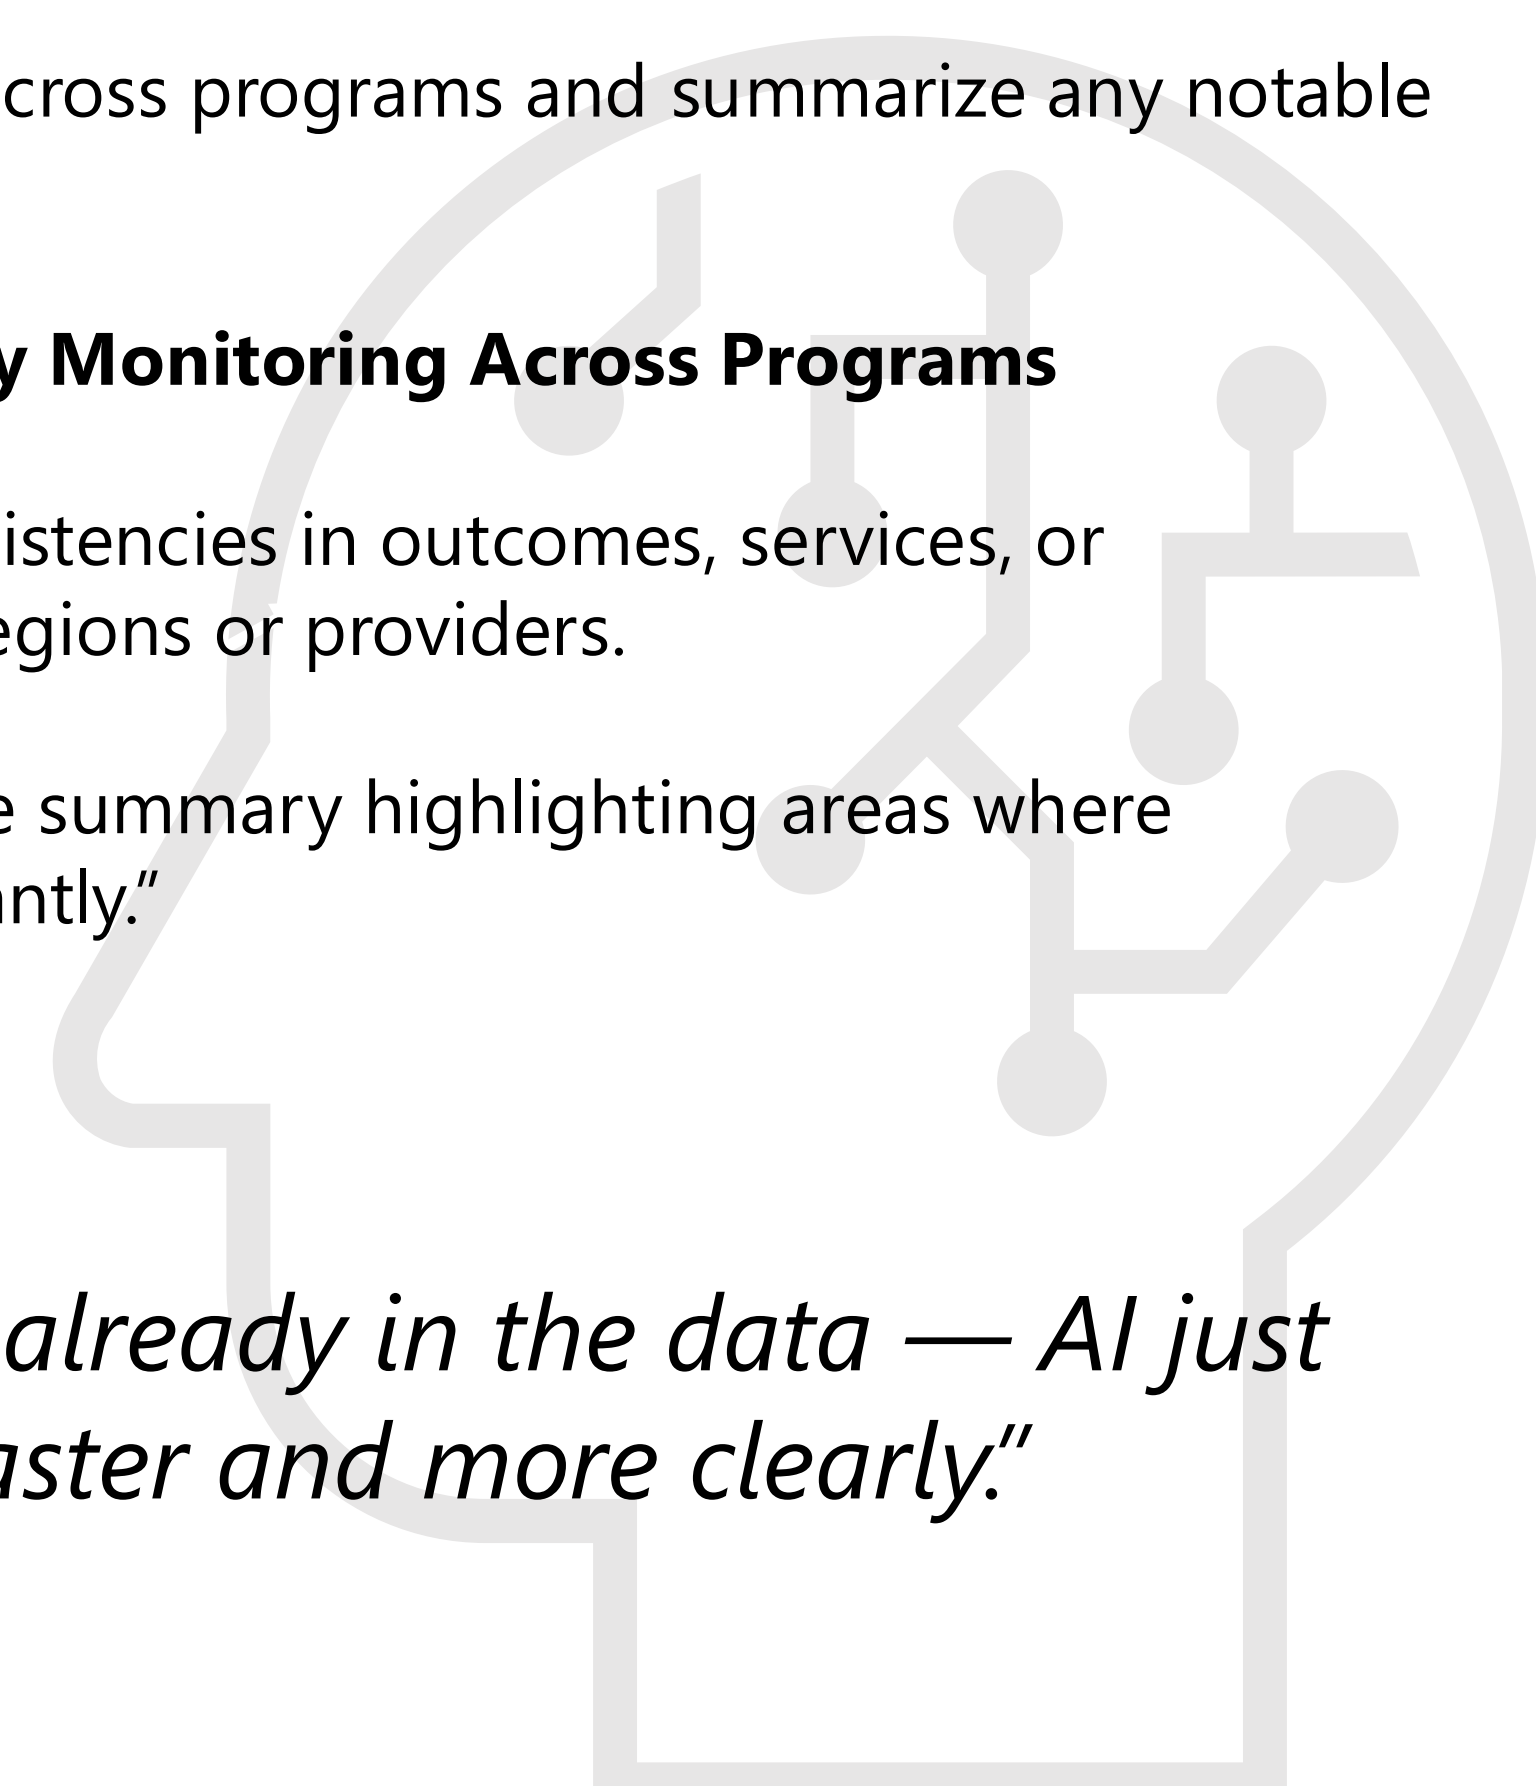 cross programs and summarize any notable
y Monitoring Across Programs
istencies in outcomes, services, or
egions or providers.
e summary highlighting areas where
antly.”
already in the data — AI just
aster and more clearly.”